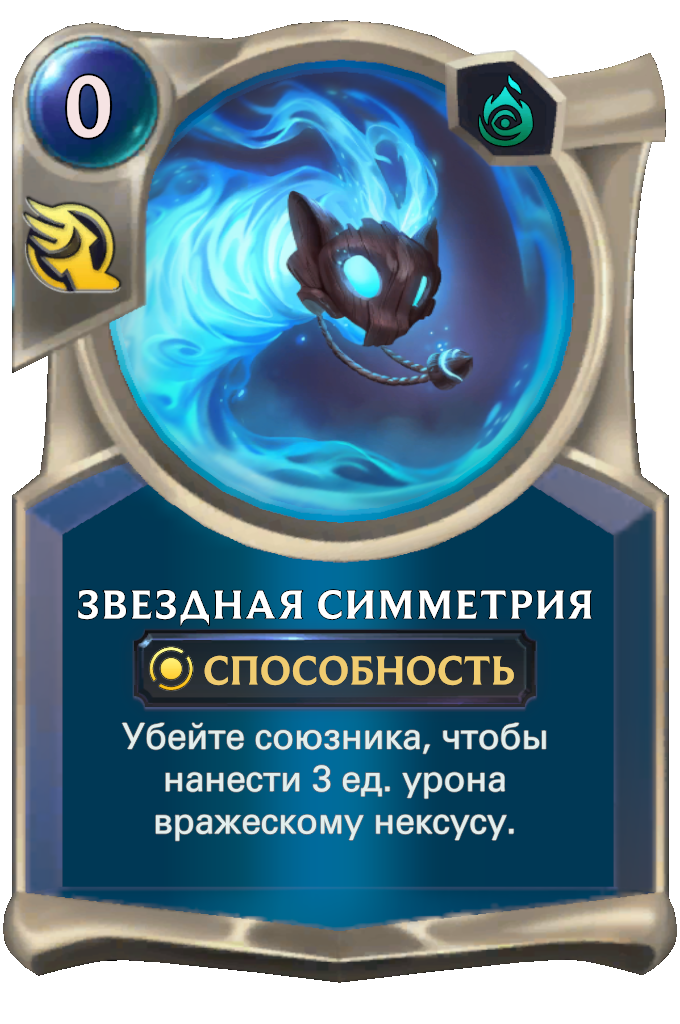 0
ЗВЕЗДНАЯ СИММЕТРИЯ
СПОСОБНОСТЬ
Убейте союзника, чтобы
нанести 3 ед. урона
вражескому нексусу.